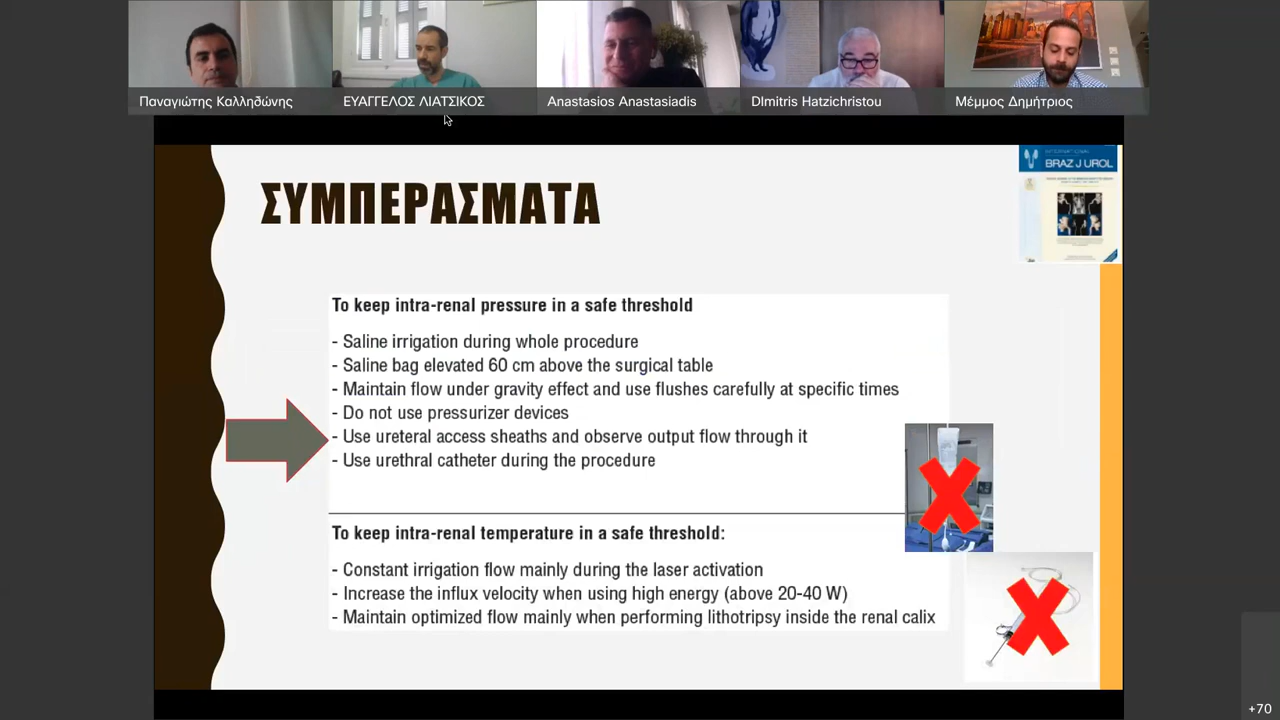 Παναγιώτης Καλλησώνης
ΕΥΑΓΓΕΛΟΣ ΛΙΑΤΣΙΚΟΣ
Anastasios Anastasiadis
DImitris Hatzichristou
Μέμμος Δημήτριος
INTERNATIONAL
BRAZ J UROL
ΣΥΜΠΕΡΑΣΜΑΤΑ
To keep intra-renal pressure in a safe threshold
- Saline irrigation during whole procedure
- Saline bag elevated 60 cm above the surgical table
- Maintain flow under gravity effect and use flushes carefully at specific times
- Do not use pressurizer devices
- Use ureteral access sheaths and observe output flow through it
- Use urethral catheter during the procedure
To keep intra-renal temperature in a safe threshold:
- Constant irrigation flow mainly during the laser activation
- Increase the influx velocity when using high energy (above 20-40 W)
- Maintain optimized flow mainly when performing lithotripsy inside the renal calix
+70